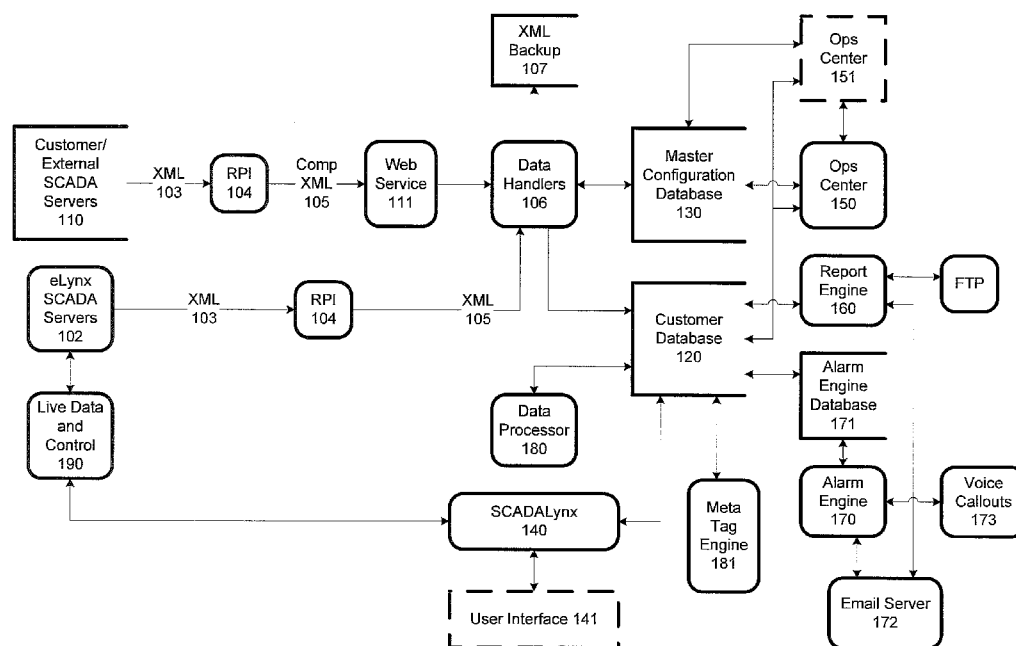 XML
Backup
107
Ops
Center
151
Customer/
External
SCADA
Servers
110
XML
103
RPI
104
Comp
XML
105
Web
Service
111
Data
Handlers
106
Master
Configuration
Database
130
Ops
Center
150
eLynx
SCADA
Servers
102
XML
103
RPI
104
XML
105
Customer
Database
120
Report
Engine
160
FTP
Live Data
and
Control
190
Data
Processor
180
Alarm
Engine
Database
171
SCADALynx
140
Meta
Tag
Engine
181
Alarm
Engine
170
Voice
Callouts
173
User Interface 141
Email Server
172